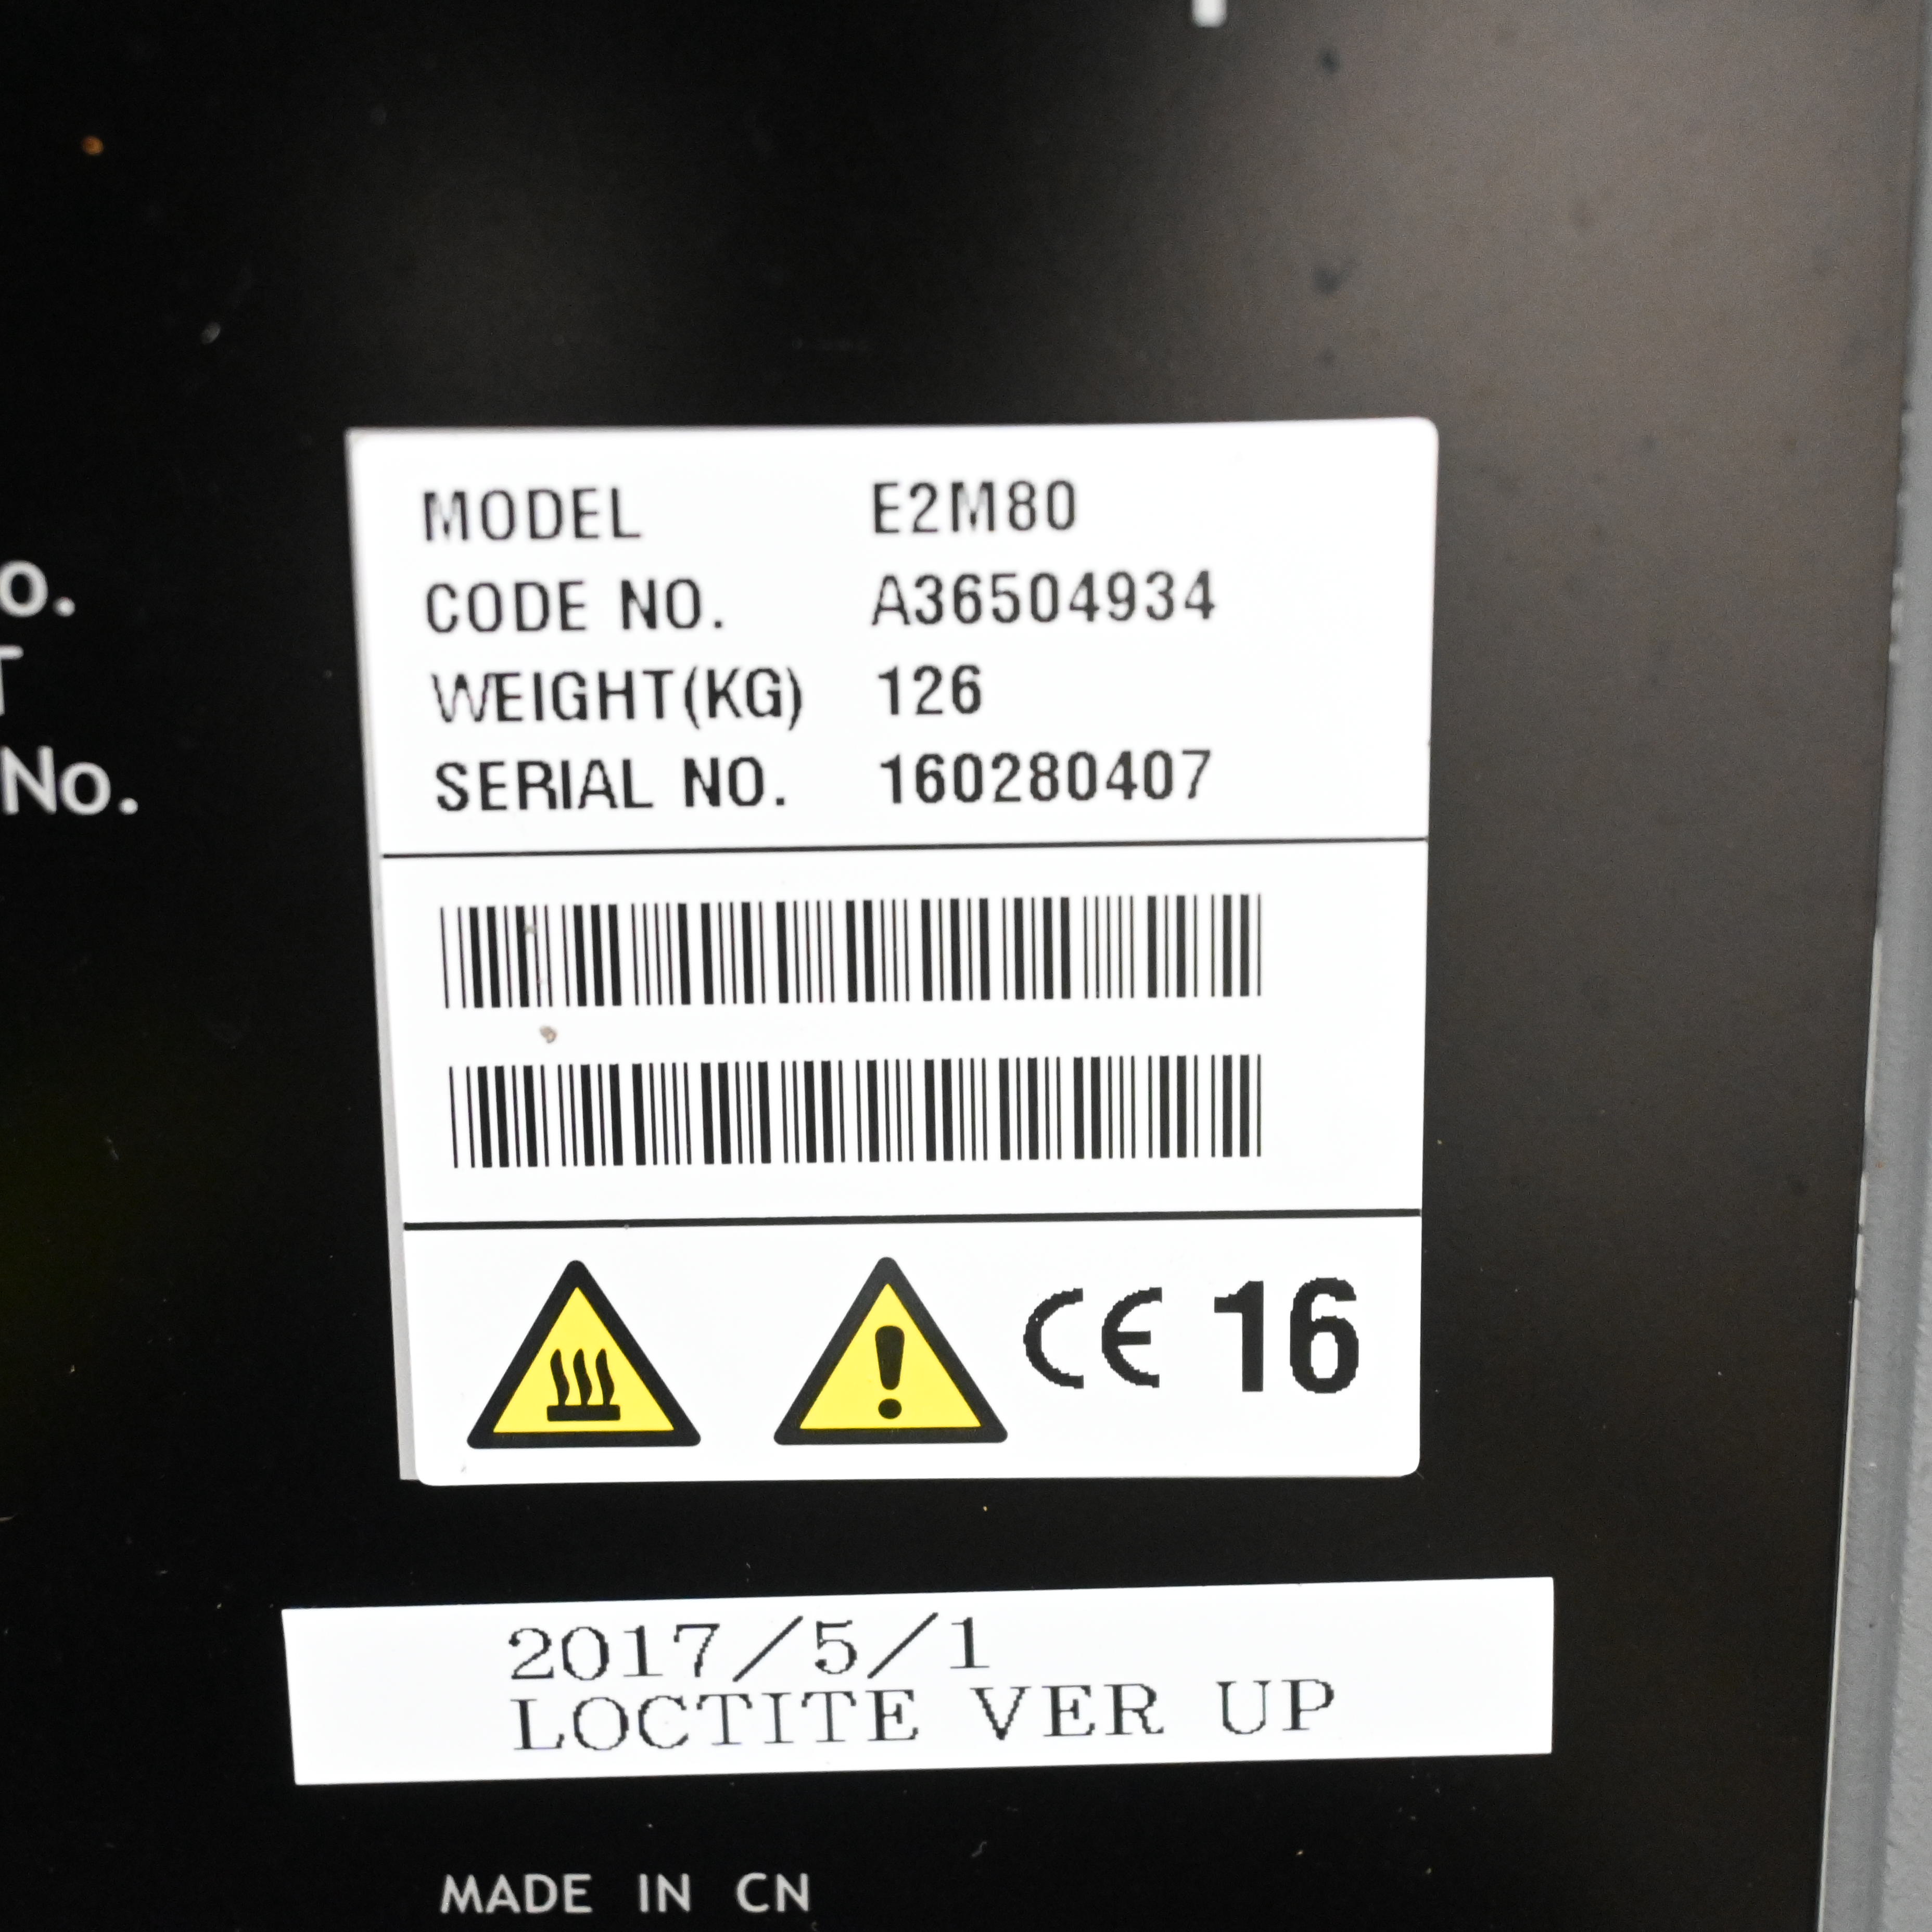 MODEL E2M80
CODE NO. A36504934
WEIGHT(KG) 126
SERIAL NO. 160280407
CE 16
2017/5/1
LOCTITE VER UP
MADE IN CN
o.
T
No.